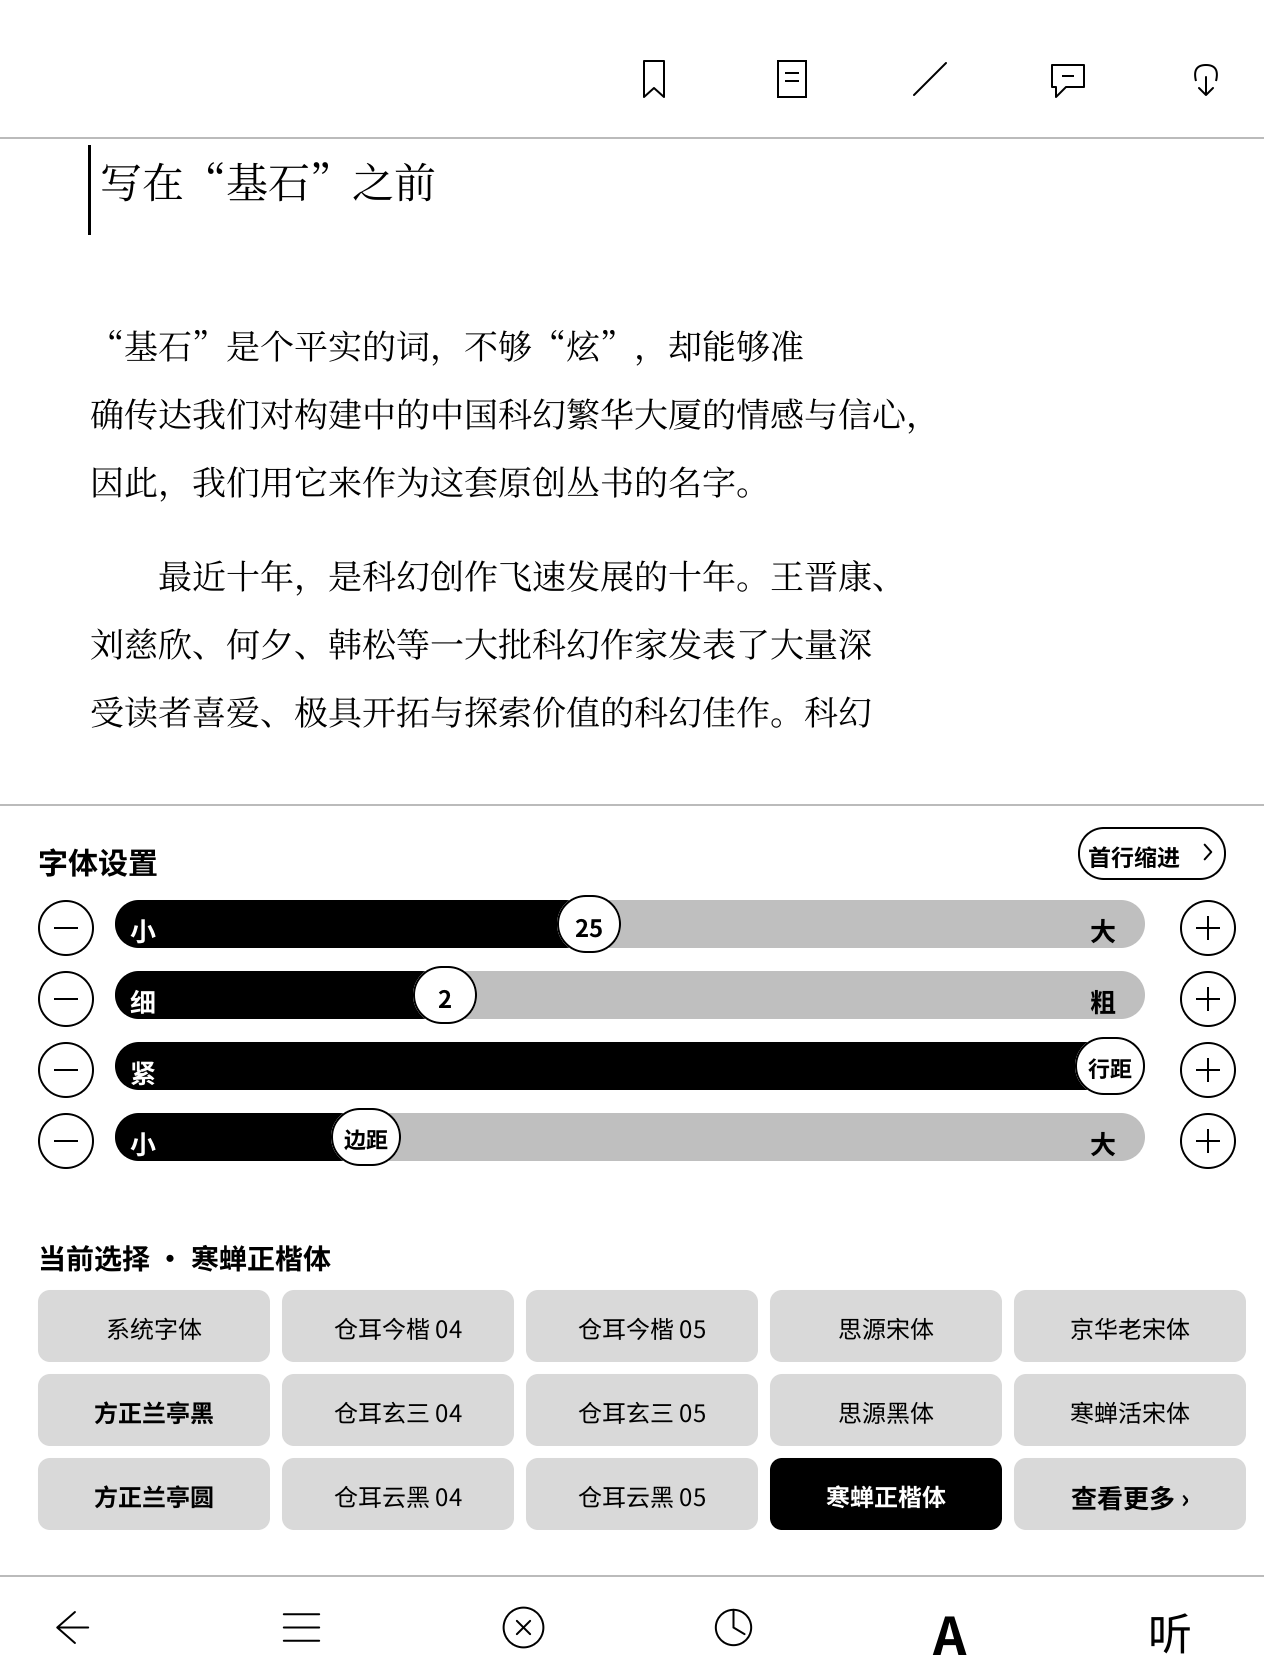 写在“基石”之前
“基石”是个平实的词，不够“炫”，却能够准
确传达我们对构建中的中国科幻繁华大厦的情感与信心，
因此，我们用它来作为这套原创丛书的名字。
最近十年，是科幻创作飞速发展的十年。王晋康、
刘慈欣、何夕、韩松等一大批科幻作家发表了大量深
受读者喜爱、极具开拓与探索价值的科幻佳作。科幻
字体设置 首行缩进 >
小 25 大
细 2 粗
紧 行距
小 边距 大
当前选择 · 寒蝉正楷体
系统字体 仓耳今楷 04 仓耳今楷 05 思源宋体 京华老宋体
方正兰亭黑 仓耳玄三 04 仓耳玄三 05 思源黑体 寒蝉活宋体
方正兰亭圆 仓耳云黑 04 仓耳云黑 05 寒蝉正楷体 查看更多 ›
A 听